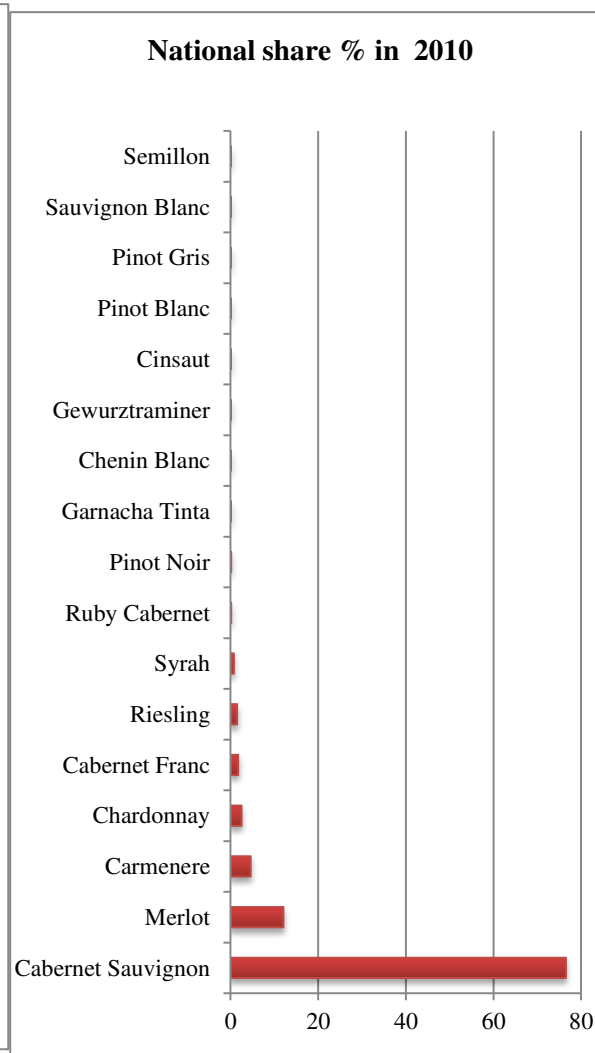 National share % in 2010
Semillon
Sauvignon Blanc
Pinot Gris
Pinot Blanc
Cinsaut
Gewurztraminer
Chenin Blanc
Garnacha Tinta
Pinot Noir
Ruby Cabernet
Syrah
Riesling
Cabernet Franc
Chardonnay
Carmenere
Merlot
Cabernet Sauvignon
0 20 40 60 80